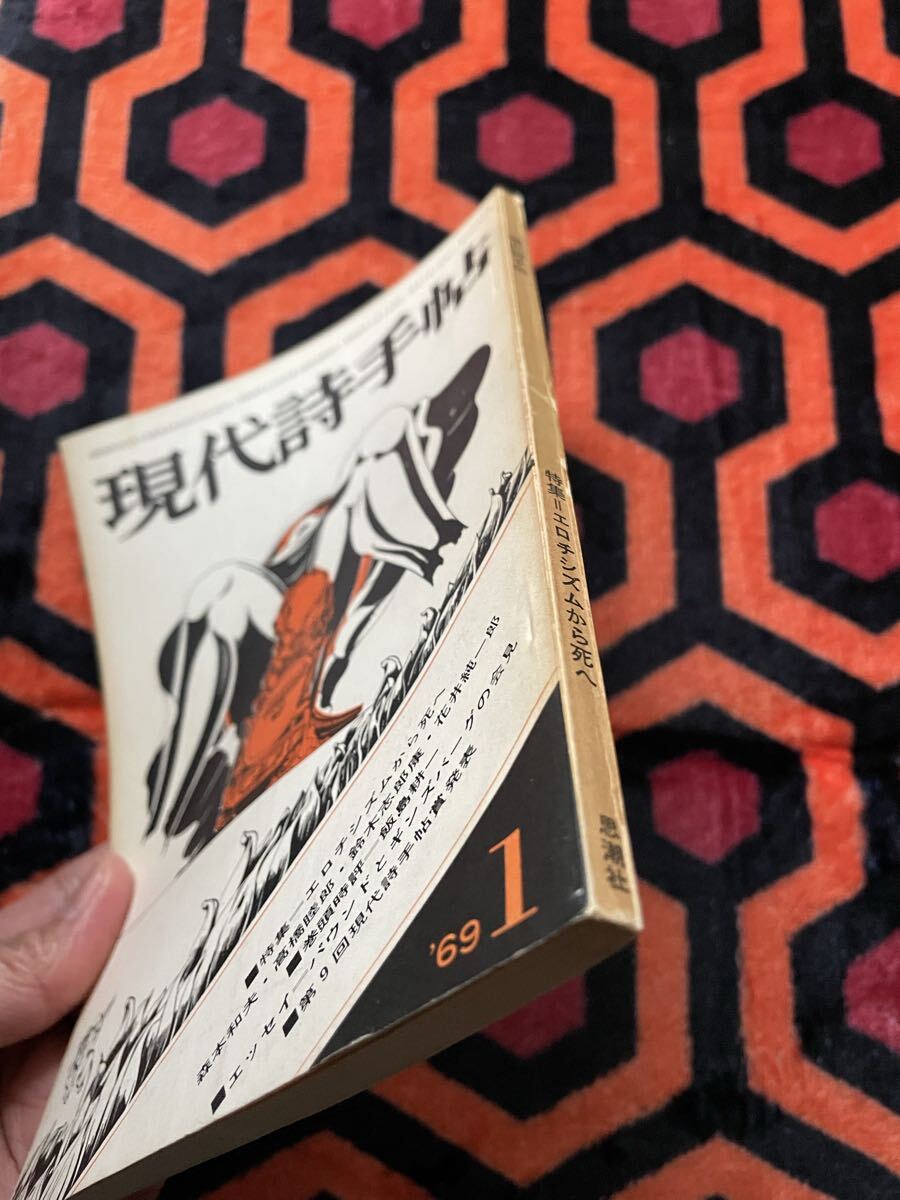 現代詩手帖
■特集＝エロチシズムから死へ
森本和夫・高橋睦郎・鈴木志郎康・花井純一郎
■巻頭時評 飯島耕一
■エッセイ＝パウンドとギンズバーグの会見
■第9回現代詩手帖賞発表
'69 1
特集＝エロチシズムから死へ
思潮社